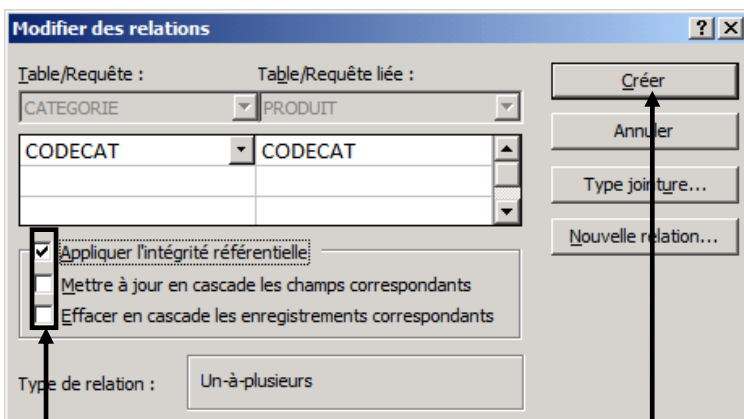 Modifier des relations
Table/Requête : Table/Requête liée :
CATEGORIE PRODUIT
CODECAT CODECAT
Appliquer l'intégrité référentielle
Mettre à jour en cascade les champs correspondants
Effacer en cascade les enregistrements correspondants
Type de relation : Un-à-plusieurs
Créer
Annuler
Type jointure...
Nouvelle relation...